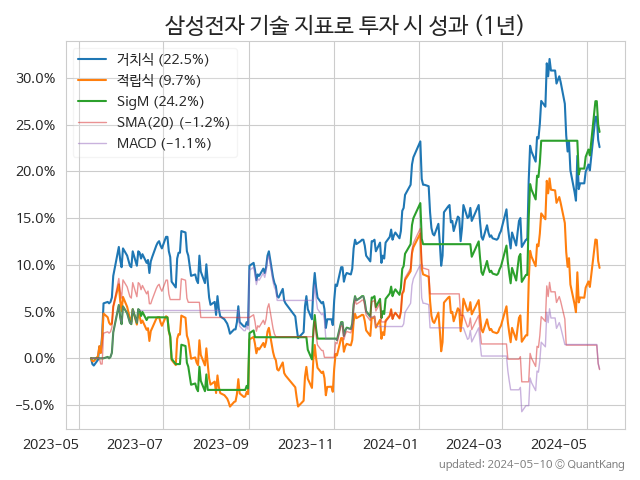 삼성전자 기술 지표로 투자 시 성과 (1년)
거치식 (22.5%)
적립식 (9.7%)
SigM (24.2%)
SMA(20) (−1.2%)
MACD (−1.1%)
30.0%
25.0%
20.0%
15.0%
10.0%
5.0%
0.0%
−5.0%
2023-05 2023-07 2023-09 2023-11 2024-01 2024-03 2024-05
updated: 2024-05-10 © QuantKang